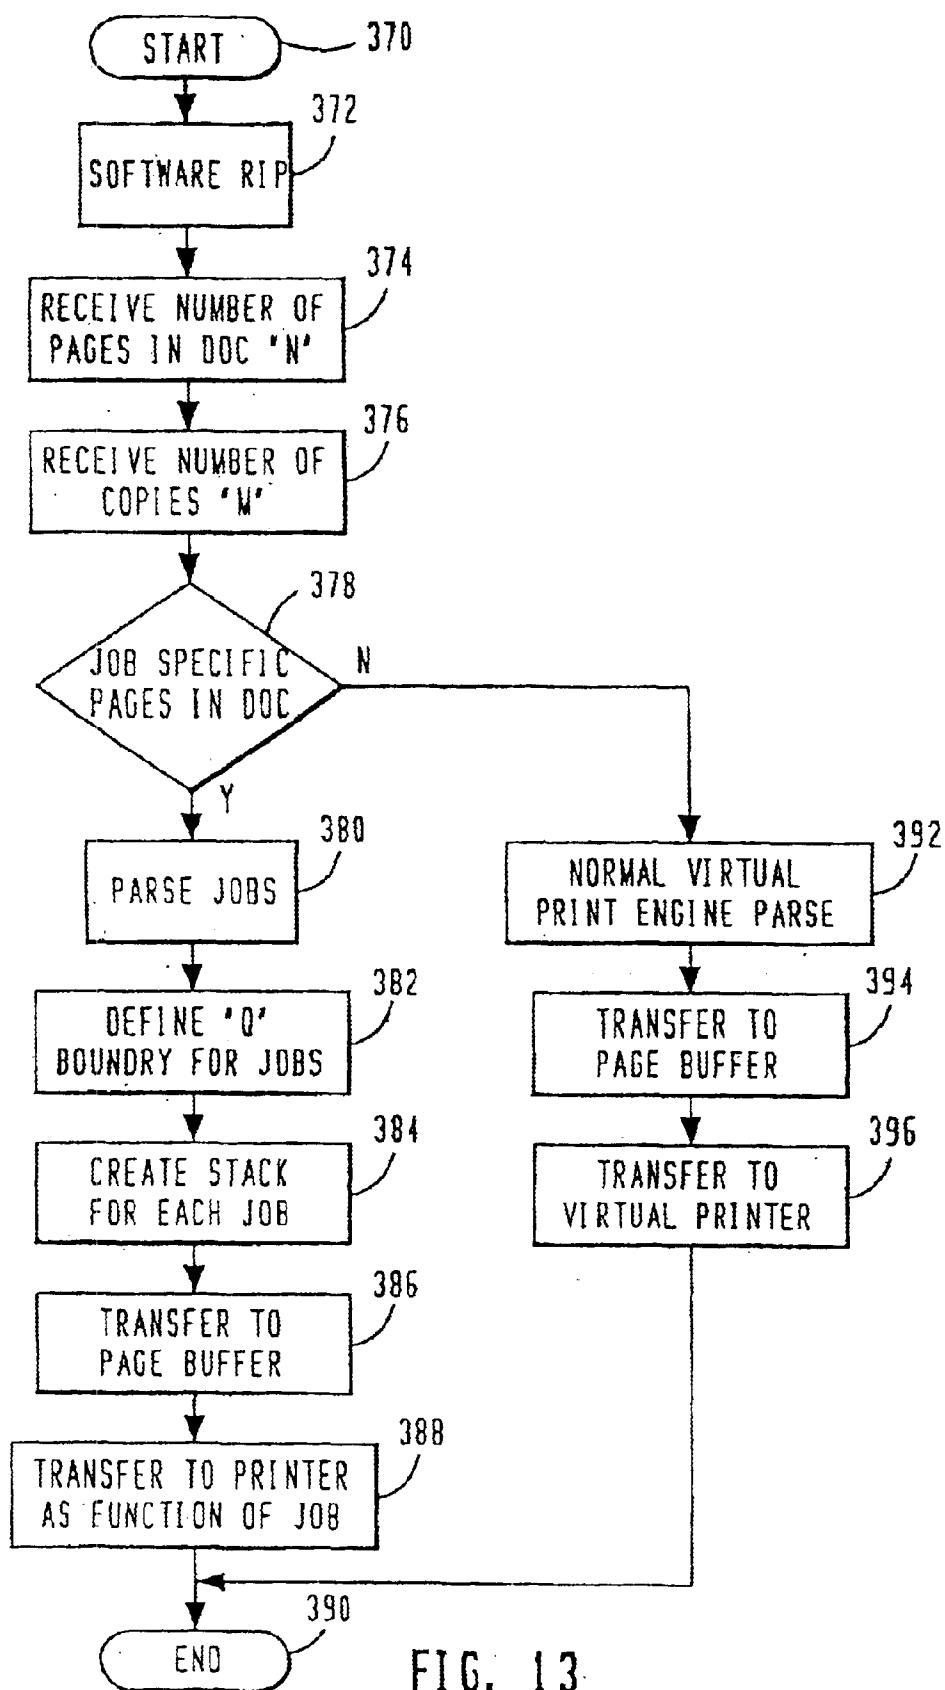 START
370
372
SOFTWARE RIP
374
RECEIVE NUMBER OF
PAGES IN DOC "N"
376
RECEIVE NUMBER OF
COPIES "M"
378
JOB SPECIFIC
PAGES IN DOC
N
Y
380
PARSE JOBS
382
DEFINE "Q"
BOUNDRY FOR JOBS
384
CREATE STACK
FOR EACH JOB
386
TRANSFER TO
PAGE BUFFER
388
TRANSFER TO PRINTER
AS FUNCTION OF JOB
392
NORMAL VIRTUAL
PRINT ENGINE PARSE
394
TRANSFER TO
PAGE BUFFER
396
TRANSFER TO
VIRTUAL PRINTER
390
END
FIG. 13